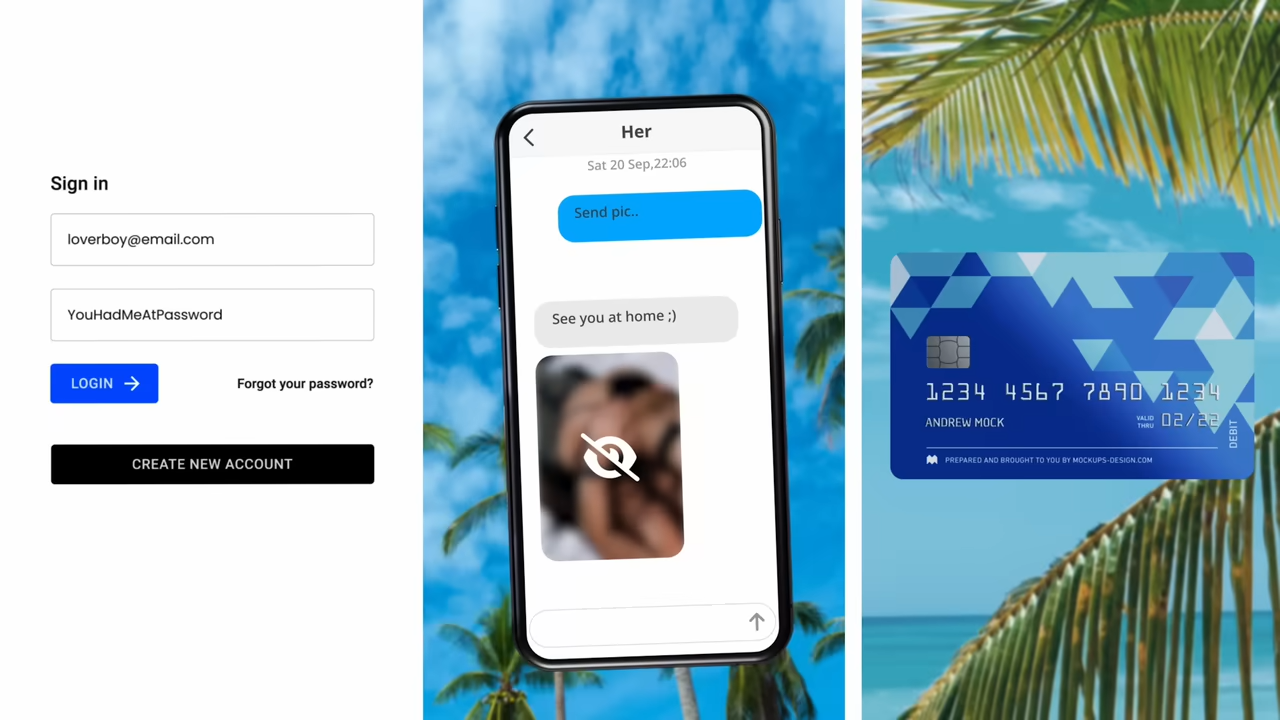 Sign in
loverboy@email.com
YouHadMeAtPassword
LOGIN
Forgot your password?
CREATE NEW ACCOUNT
Her
Sat 20 Sep,22:06
Send pic..
See you at home ;)
1234 4567 7890 1234
ANDREW MOCK
VALID THRU 02/22
DEBIT
PREPARED AND BROUGHT TO YOU BY MOCKUPS-DESIGN.COM